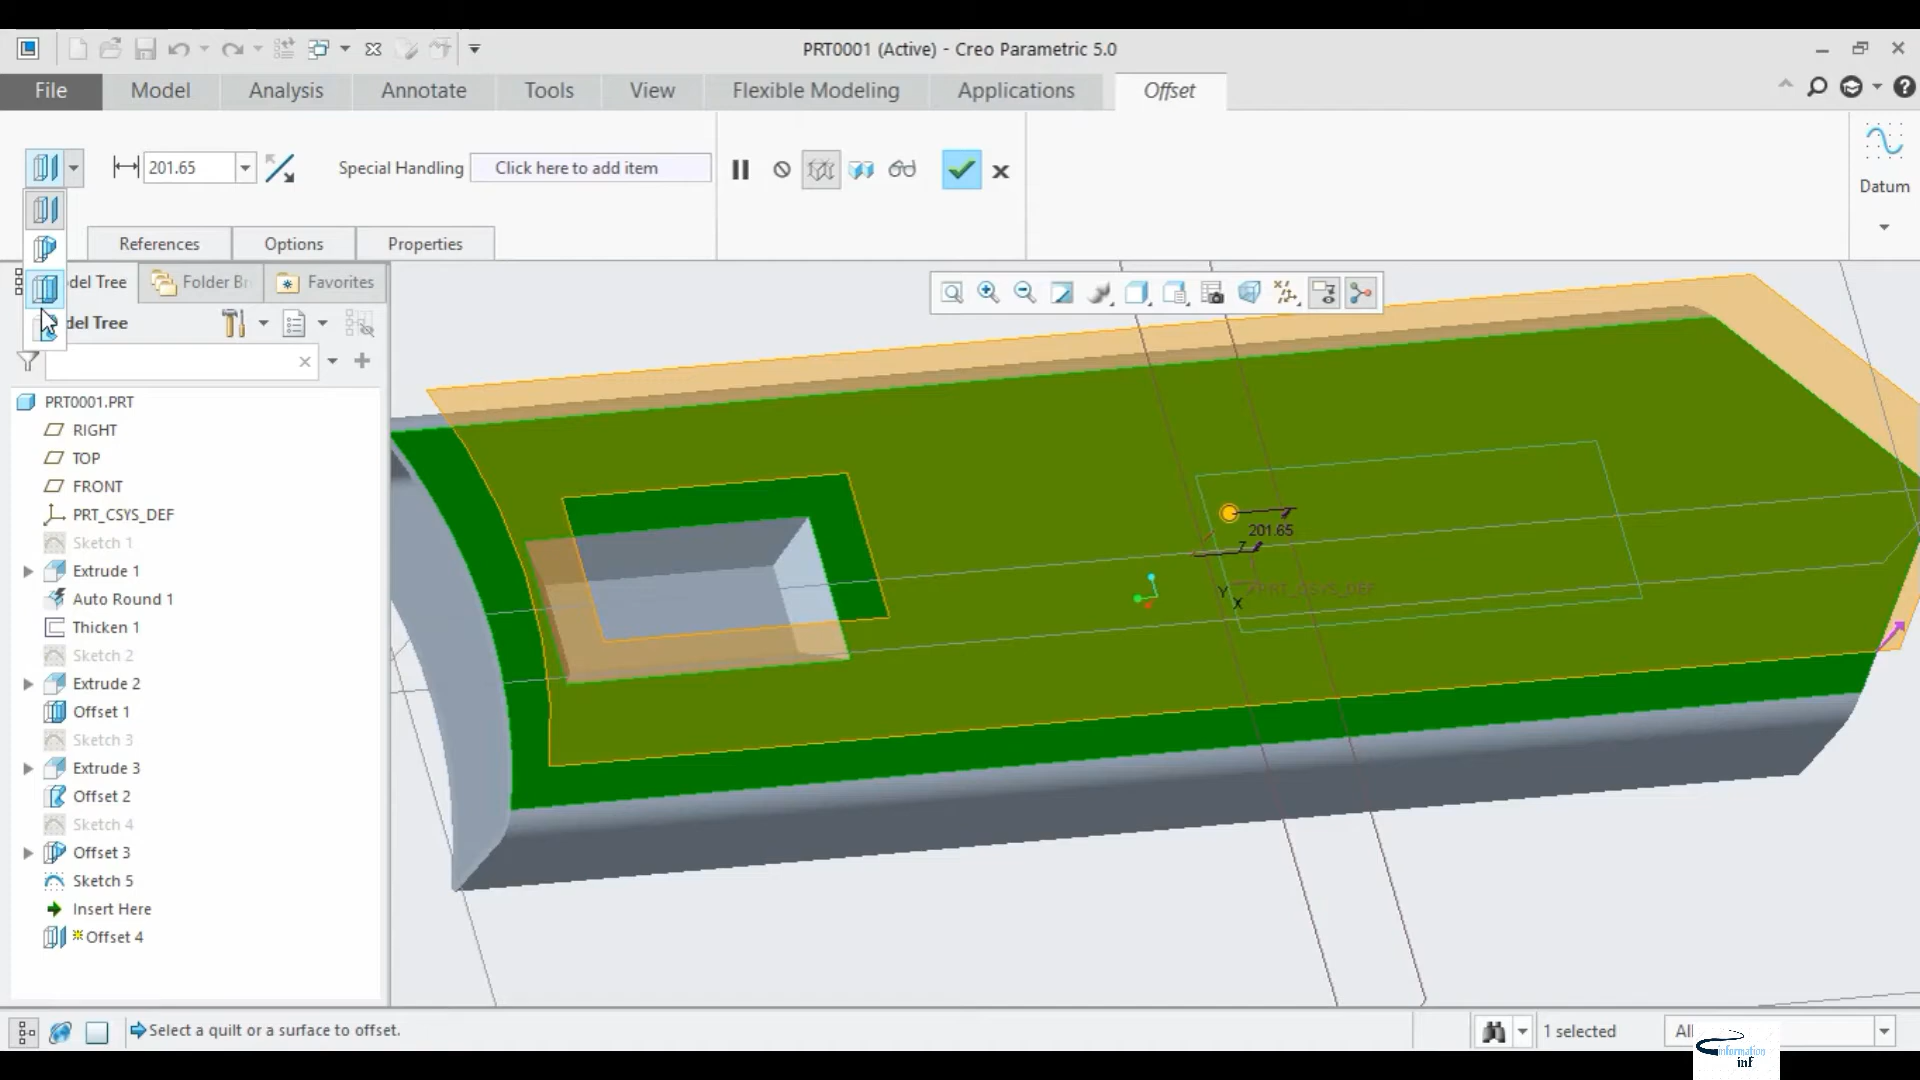 PRT0001 (Active) - Creo Parametric 5.0
File Model Analysis Annotate Tools View Flexible Modeling Applications Offset
201.65 Special Handling Click here to add item
Datum
References Options Properties
del Tree Folder Br Favorites
del Tree
PRT0001.PRT
RIGHT
TOP
FRONT
PRT_CSYS_DEF
Sketch 1
Extrude 1
Auto Round 1
Thicken 1
Sketch 2
Extrude 2
Offset 1
Sketch 3
Extrude 3
Offset 2
Sketch 4
Offset 3
Sketch 5
Insert Here
Offset 4
201.65
Z
Y
X
PRT_CSYS_DEF
Select a quilt or a surface to offset.
1 selected
All
information
inf